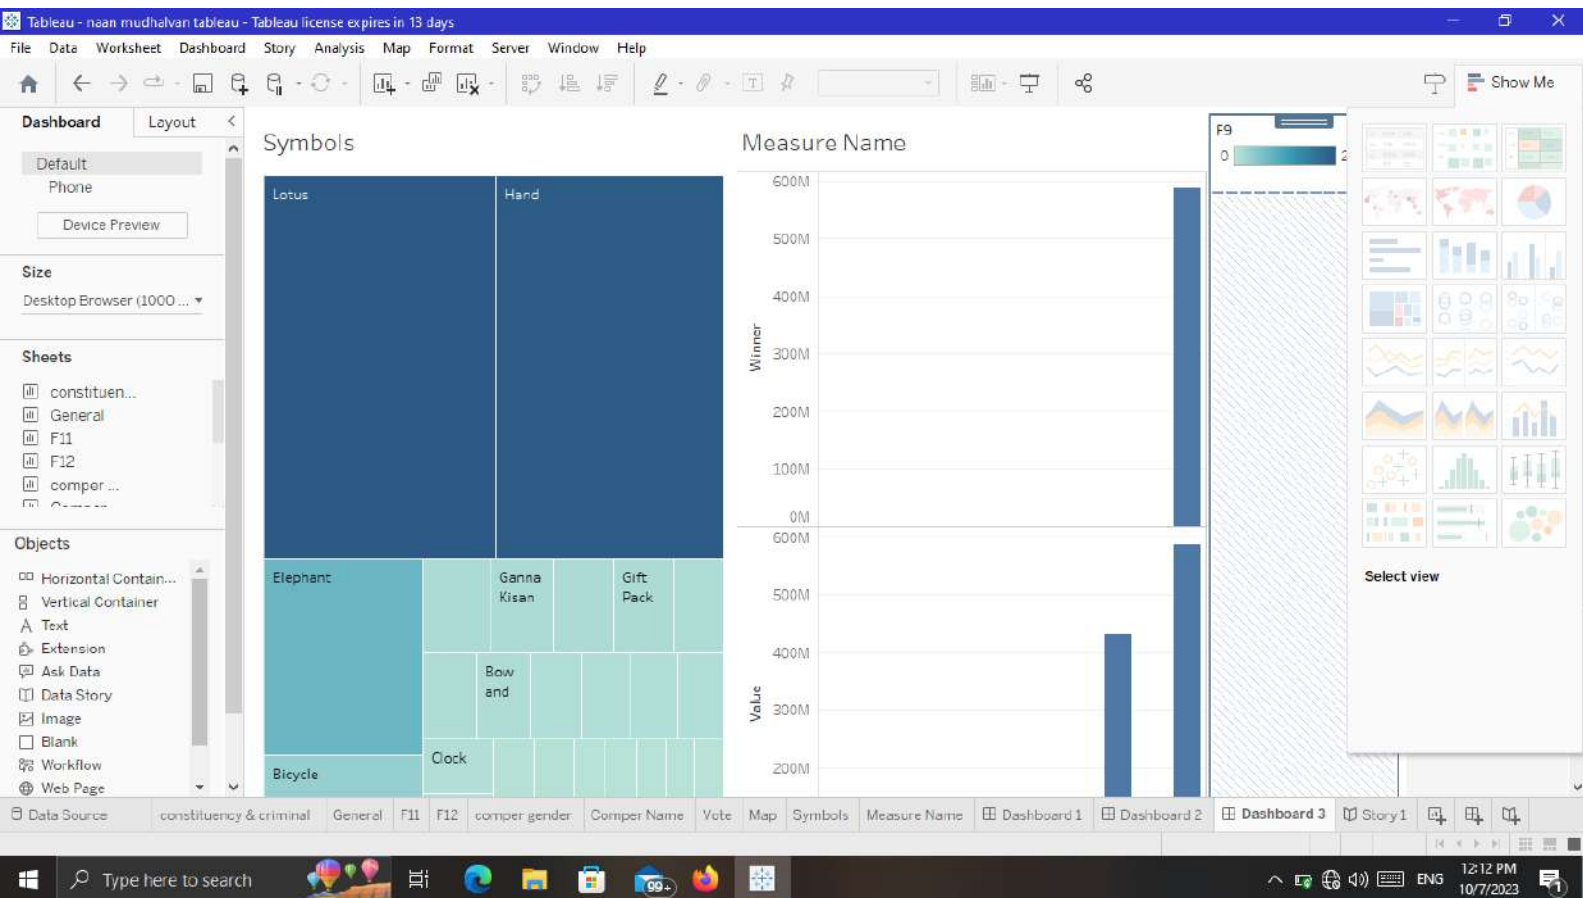 Tableau - naan mudhalvan tableau - Tableau license expires in 13 days
File Data Worksheet Dashboard Story Analysis Map Format Server Window Help
Show Me
Dashboard
Layout
Default
Phone
Device Preview
Size
Desktop Browser (1000 ...
Sheets
constituen...
General
F11
F12
comper ...
Objects
Horizontal Contain...
Vertical Container
Text
Extension
Ask Data
Data Story
Image
Blank
Workflow
Web Page
Symbols
Lotus
Hand
Elephant
Ganna
Kisan
Gift
Pack
Bow
and
Clock
Bicycle
Measure Name
600M
500M
400M
Winner
300M
200M
100M
0M
600M
500M
400M
Value
300M
200M
F9
0
Select view
Data Source constituency & criminal General F11 F12 comper gender Comper Name Vote Map Symbols Measure Name Dashboard 1 Dashboard 2 Dashboard 3 Story 1
Type here to search
99+
ENG
12:12 PM
10/7/2023
1